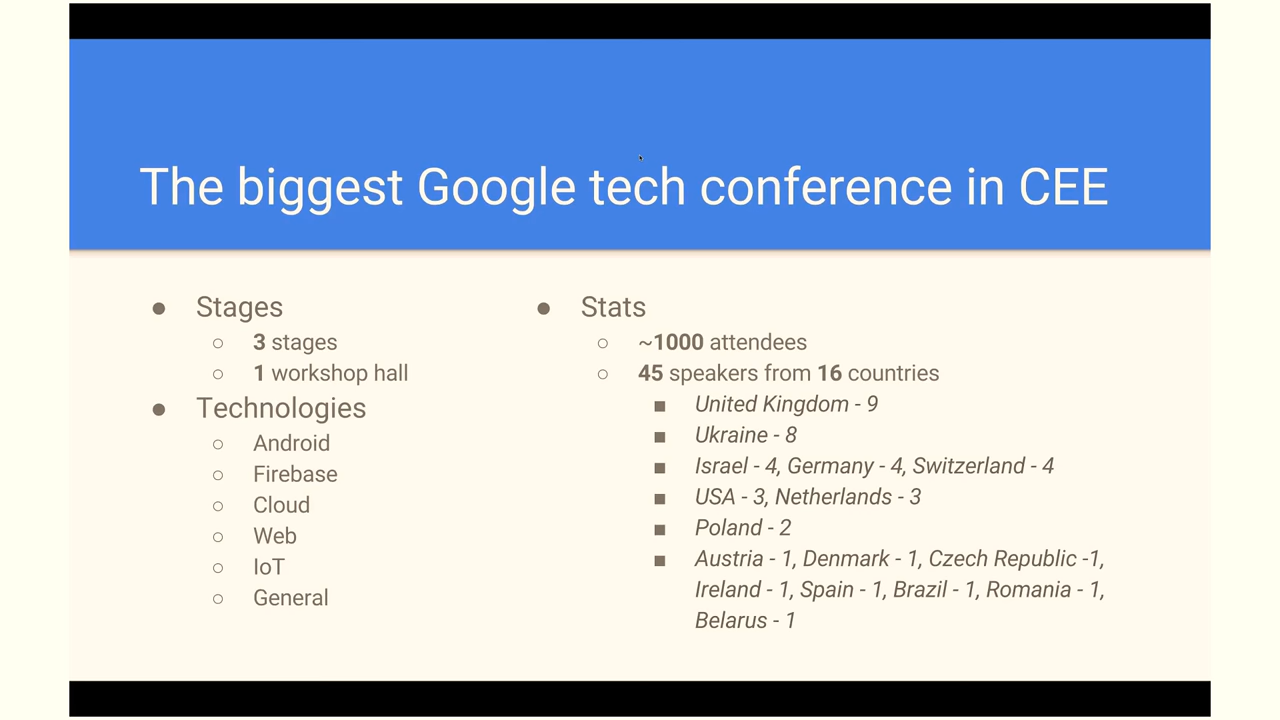 The biggest Google tech conference in CEE
● Stages
○ 3 stages
○ 1 workshop hall
● Technologies
○ Android
○ Firebase
○ Cloud
○ Web
○ IoT
○ General
● Stats
○ ~1000 attendees
○ 45 speakers from 16 countries
■ United Kingdom - 9
■ Ukraine - 8
■ Israel - 4, Germany - 4, Switzerland - 4
■ USA - 3, Netherlands - 3
■ Poland - 2
■ Austria - 1, Denmark - 1, Czech Republic -1,
Ireland - 1, Spain - 1, Brazil - 1, Romania - 1,
Belarus - 1